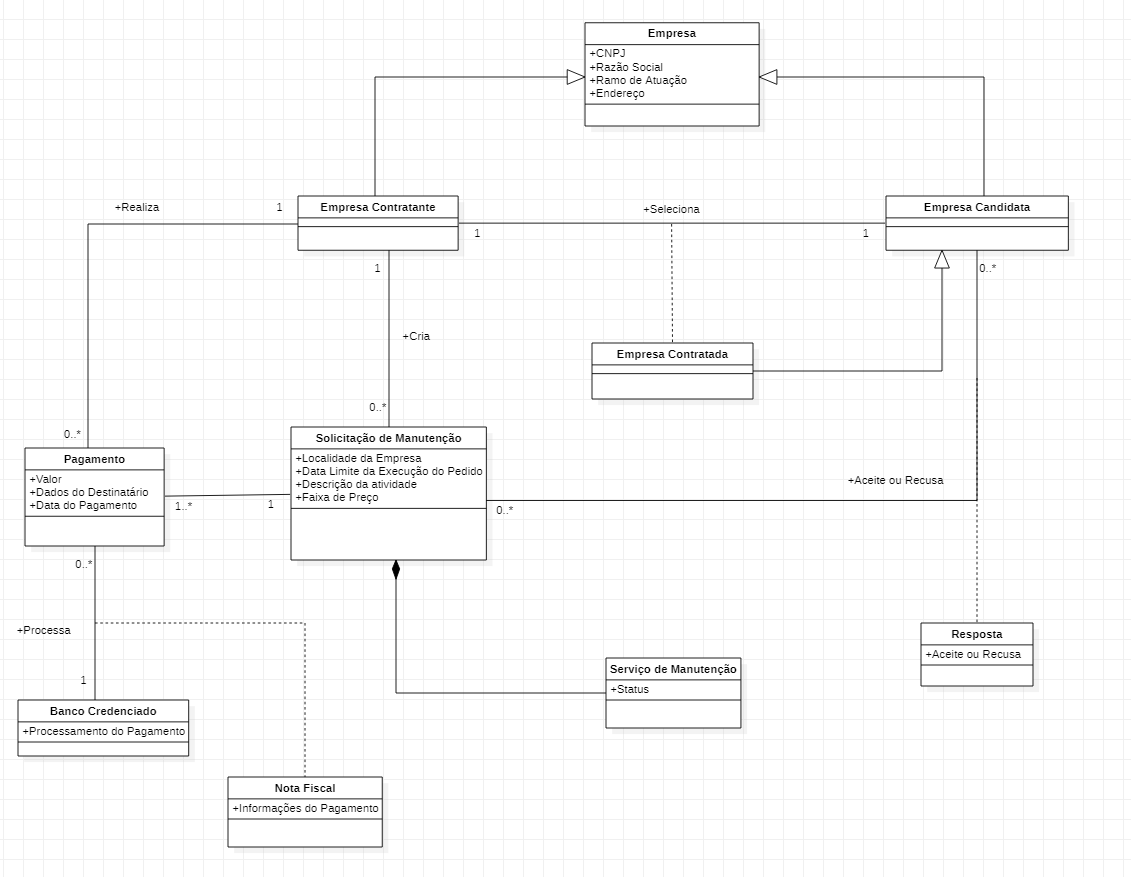 Empresa
+CNPJ
+Razão Social
+Ramo de Atuação
+Endereço
+Realiza
1
Empresa Contratante
+Seleciona
Empresa Candidata
1
1
1
0..*
+Cria
Empresa Contratada
0..*
0..*
Solicitação de Manutenção
+Localidade da Empresa
+Data Limite da Execução do Pedido
+Descrição da atividade
+Faixa de Preço
Pagamento
+Valor
+Dados do Destinatário
+Data do Pagamento
1..*
1
0..*
+Aceite ou Recusa
0..*
+Processa
1
Resposta
+Aceite ou Recusa
Serviço de Manutenção
+Status
Banco Credenciado
+Processamento do Pagamento
Nota Fiscal
+Informações do Pagamento